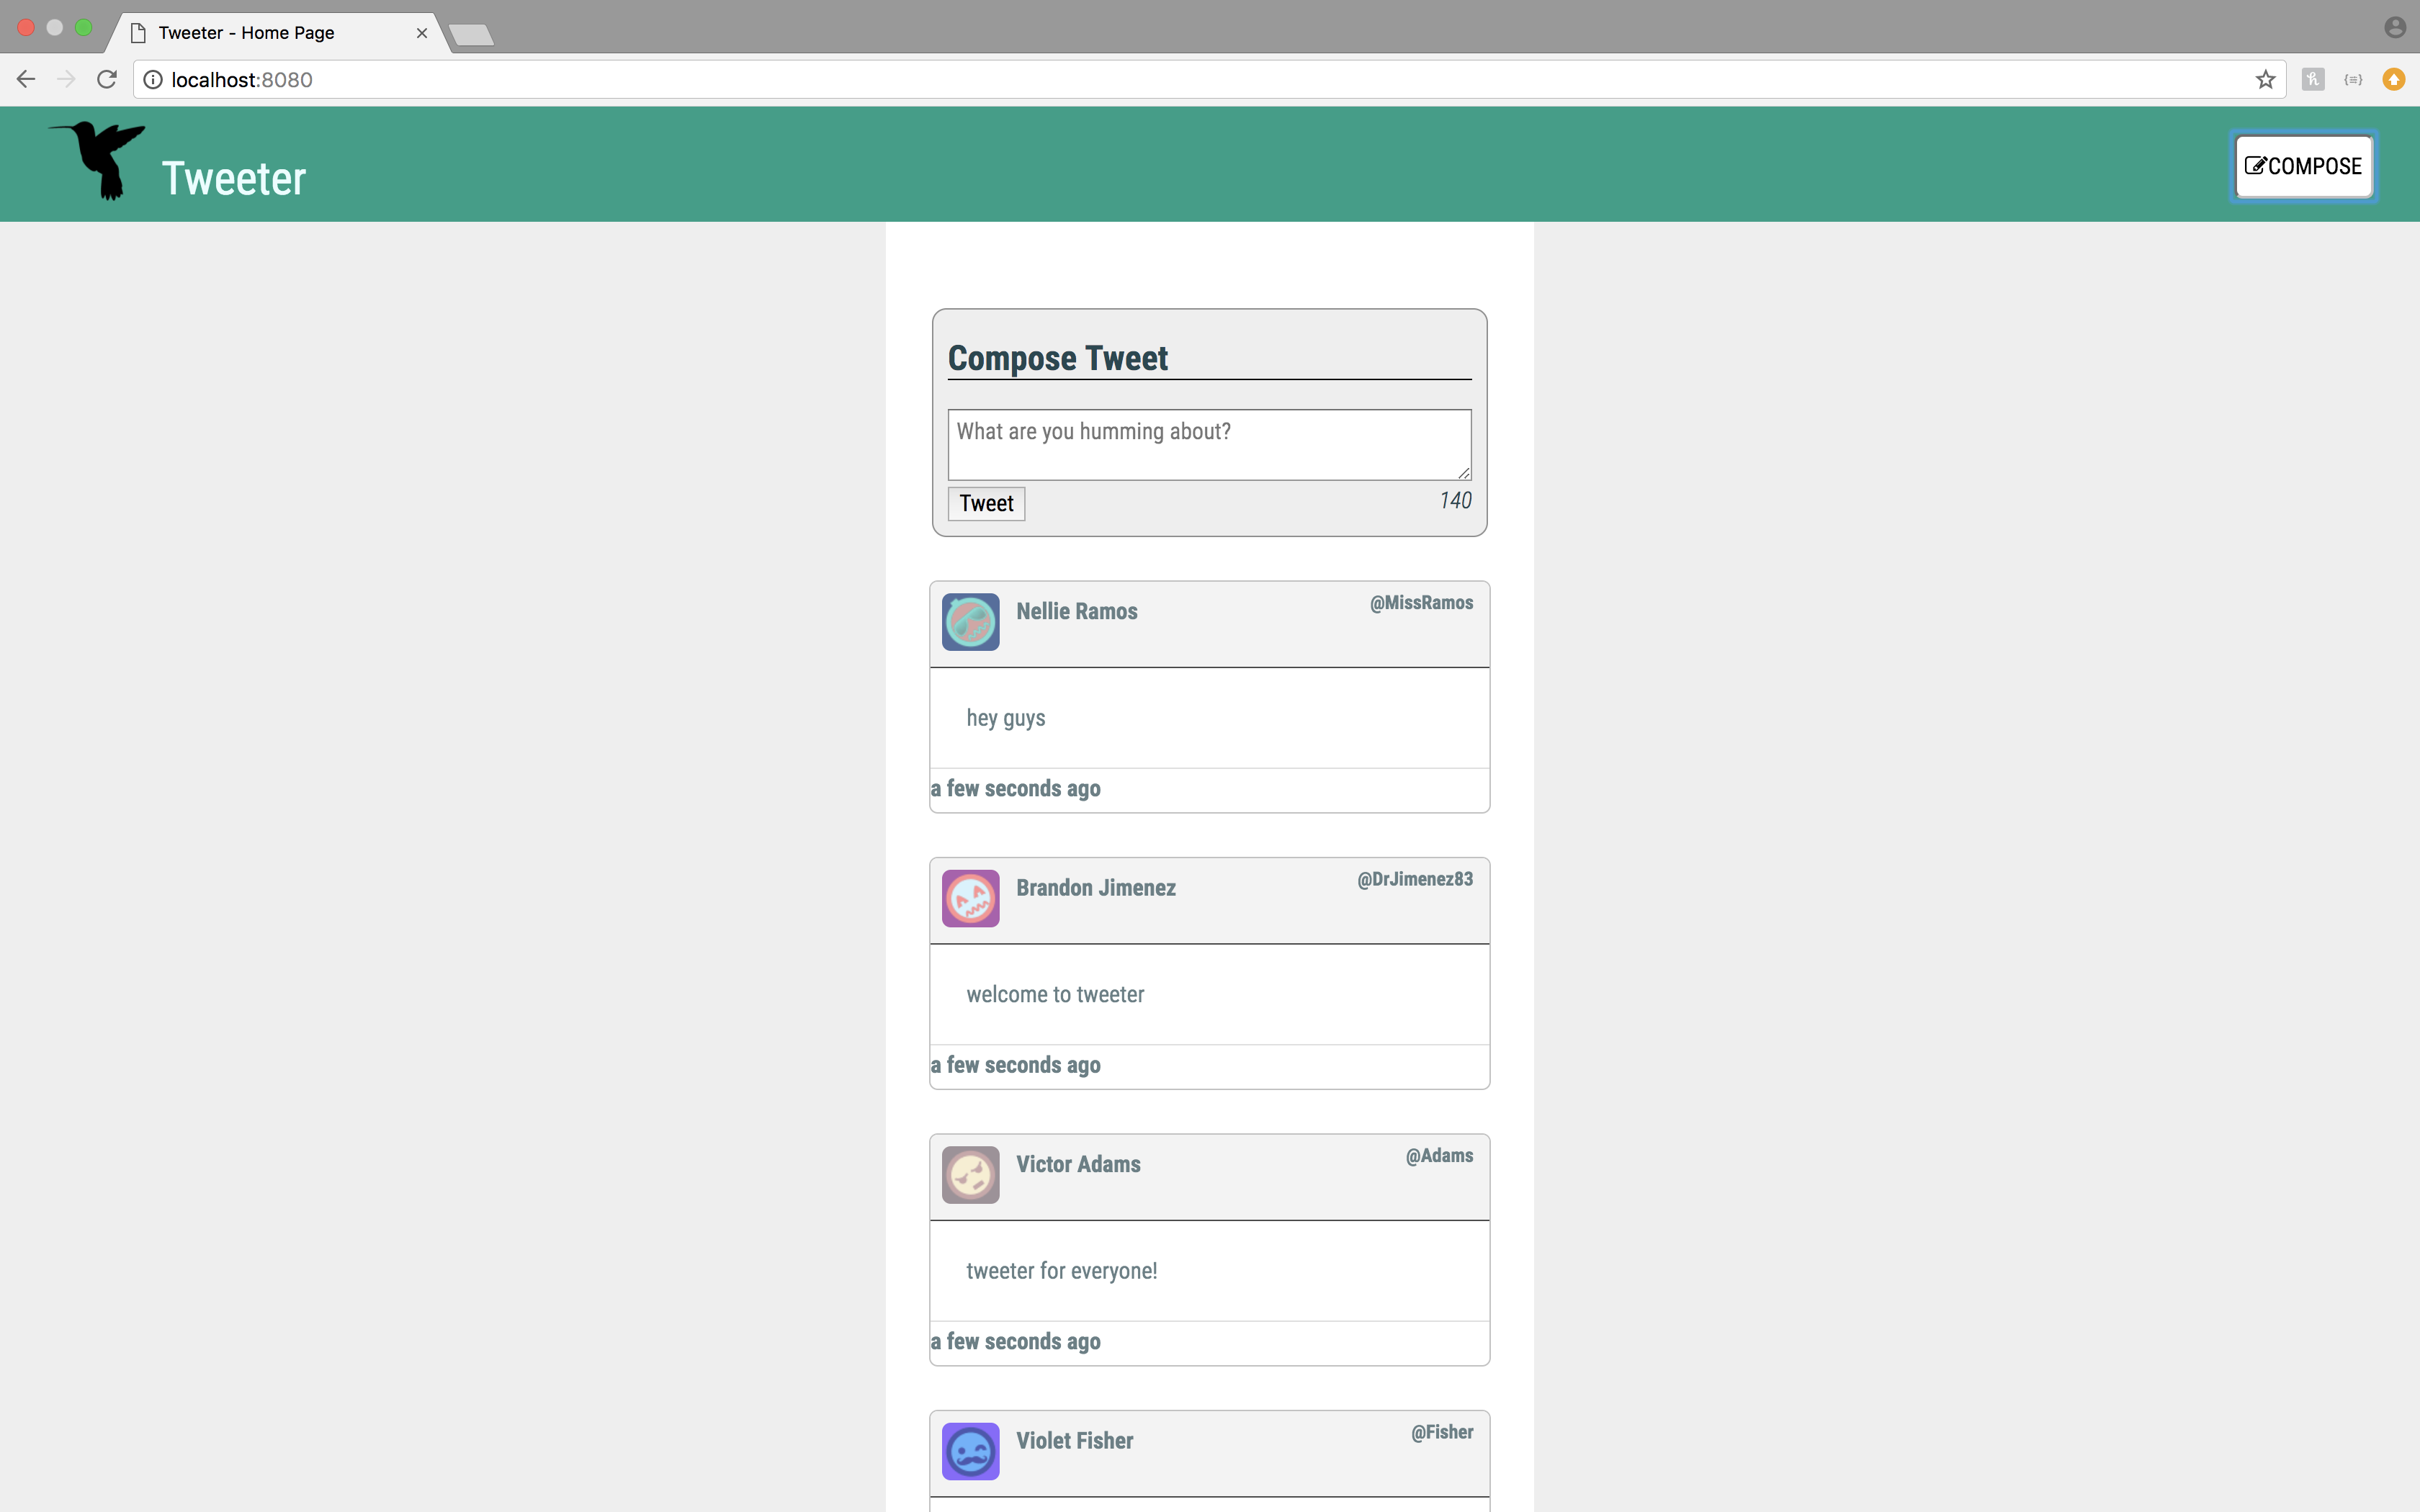 Tweeter - Home Page
localhost:8080
Tweeter
COMPOSE
Compose Tweet
What are you humming about?
Tweet 140
Nellie Ramos @MissRamos
hey guys
a few seconds ago
Brandon Jimenez @DrJimenez83
welcome to tweeter
a few seconds ago
Victor Adams @Adams
tweeter for everyone!
a few seconds ago
Violet Fisher @Fisher